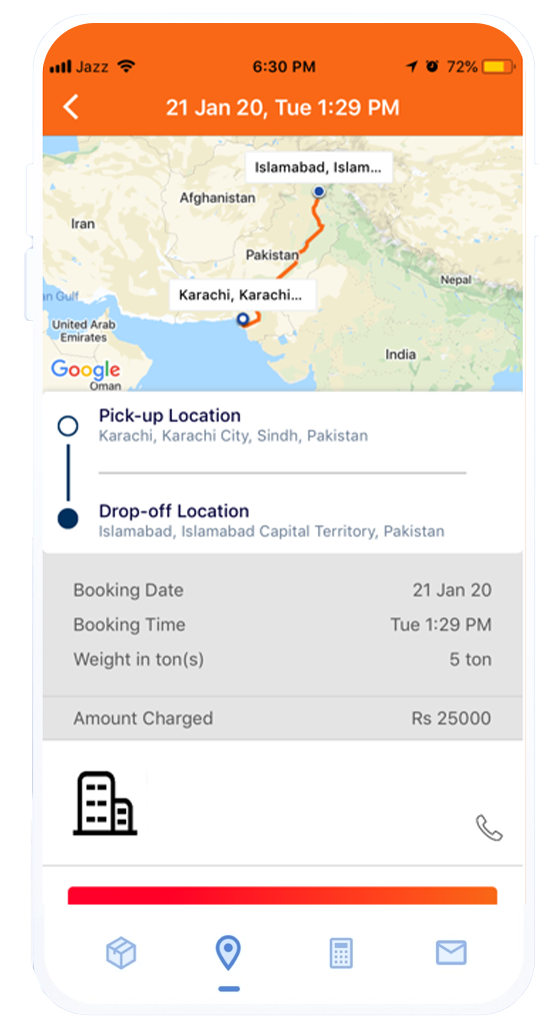 Jazz 6:30 PM 72%
21 Jan 20, Tue 1:29 PM
Islamabad, Islam...
Afghanistan
Iran
Pakistan
Nepal
Karachi, Karachi...
an Gulf
United Arab
Emirates
India
Google
Oman
Pick-up Location
Karachi, Karachi City, Sindh, Pakistan
Drop-off Location
Islamabad, Islamabad Capital Territory, Pakistan
Booking Date 21 Jan 20
Booking Time Tue 1:29 PM
Weight in ton(s) 5 ton
Amount Charged Rs 25000